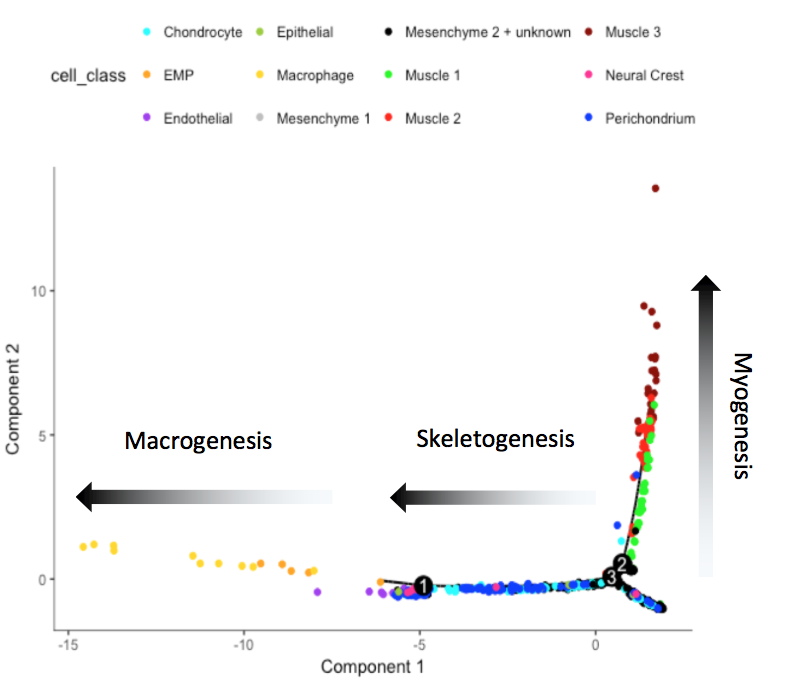 Chondrocyte Epithelial Mesenchyme 2 + unknown Muscle 3
cell_class EMP Macrophage Muscle 1 Neural Crest
Endothelial Mesenchyme 1 Muscle 2 Perichondrium
10
Myogenesis
Component 2
Macrogenesis Skeletogenesis
5
0
1 2 3
-15 -10 -5 0
Component 1